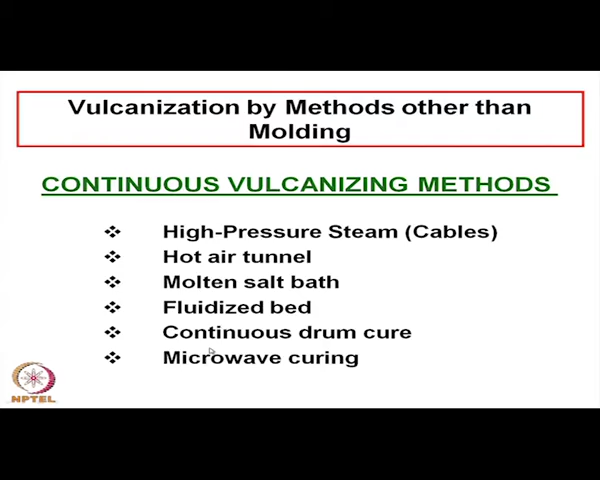 Vulcanization by Methods other than
Molding
CONTINUOUS VULCANIZING METHODS
❖ High-Pressure Steam (Cables)
❖ Hot air tunnel
❖ Molten salt bath
❖ Fluidized bed
❖ Continuous drum cure
❖ Microwave curing
NPTEL